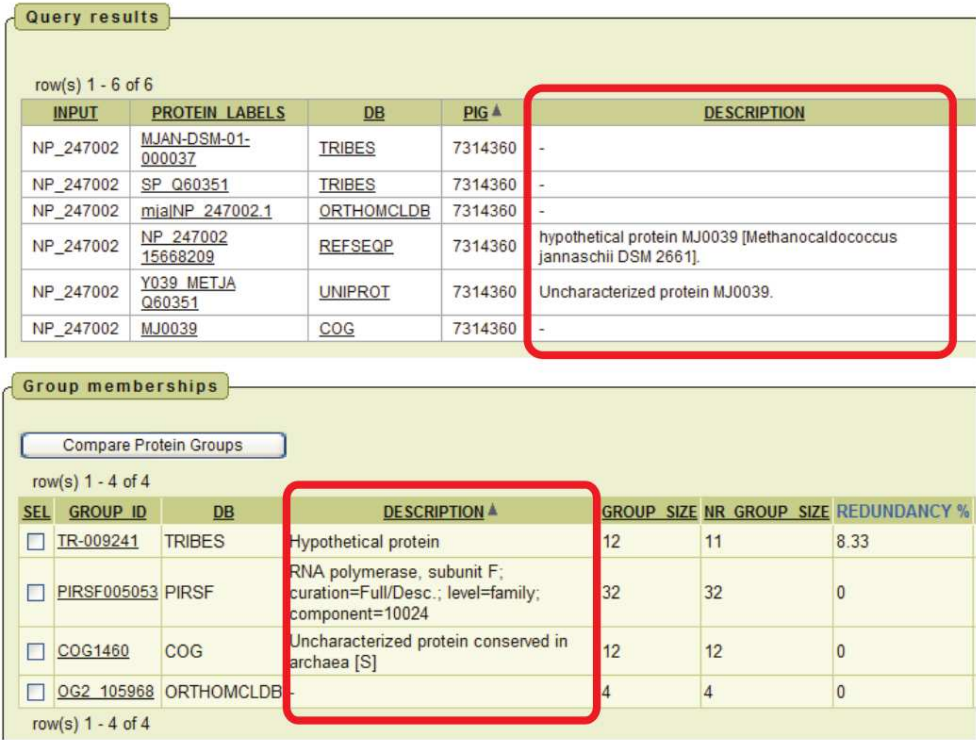 Query results
row(s) 1 - 6 of 6
INPUT PROTEIN_LABELS DB PIG DESCRIPTION
NP_247002 MJAN-DSM-01-000037 TRIBES 7314360 -
NP_247002 SP_Q60351 TRIBES 7314360 -
NP_247002 mja|NP_247002.1 ORTHOMCLDB 7314360 -
NP_247002 NP_247002 15668209 REFSEQP 7314360 hypothetical protein MJ0039 [Methanocaldococcus jannaschii DSM 2661].
NP_247002 Y039_METJA Q60351 UNIPROT 7314360 Uncharacterized protein MJ0039.
NP_247002 MJ0039 COG 7314360 -
Group memberships
Compare Protein Groups
row(s) 1 - 4 of 4
SEL GROUP_ID DB DESCRIPTION GROUP_SIZE NR_GROUP_SIZE REDUNDANCY %
TR-009241 TRIBES Hypothetical protein 12 11 8.33
PIRSF005053 PIRSF RNA polymerase, subunit F; curation=Full/Desc.; level=family; component=10024 32 32 0
COG1460 COG Uncharacterized protein conserved in archaea [S] 12 12 0
OG2_105968 ORTHOMCLDB - 4 4 0
row(s) 1 - 4 of 4